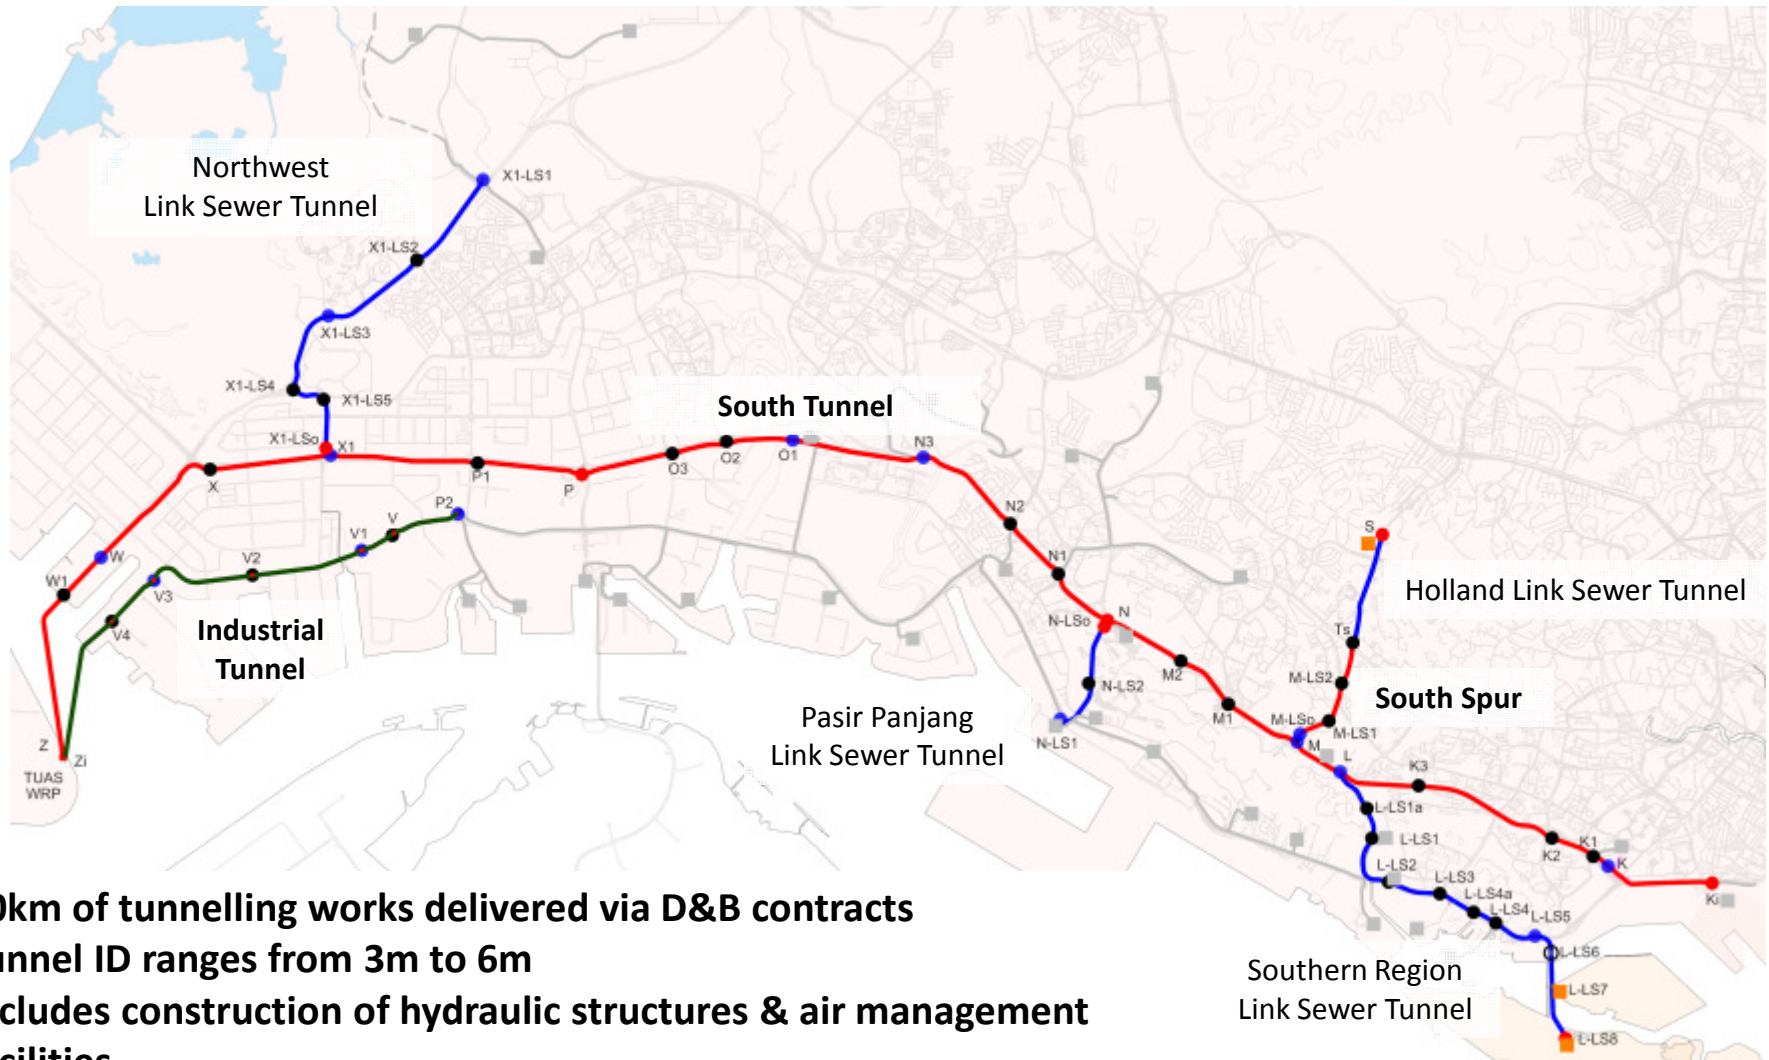 Northwest
Link Sewer Tunnel
X1-LS1
X1-LS2
X1-LS3
X1-LS4
X1-LS5
X1-LSo
X1
South Tunnel
X
P1
P
O3
O2
O1
N3
N2
N1
P2
V
V1
V2
V3
V4
W
W1
Industrial
Tunnel
Z
Zi
TUAS
WRP
S
Holland Link Sewer Tunnel
Ts
N
N-LSo
N-LS2
N-LS1
Pasir Panjang
Link Sewer Tunnel
M2
M1
M-LS2
South Spur
M-LSo
M-LS1
M
L
K3
L-LS1a
L-LS1
L-LS2
L-LS3
L-LS4a
L-LS4
L-LS5
L-LS6
L-LS7
L-LS8
K2
K1
K
Ki
Southern Region
Link Sewer Tunnel
0km of tunnelling works delivered via D&B contracts
unnel ID ranges from 3m to 6m
cludes construction of hydraulic structures & air management
cilities